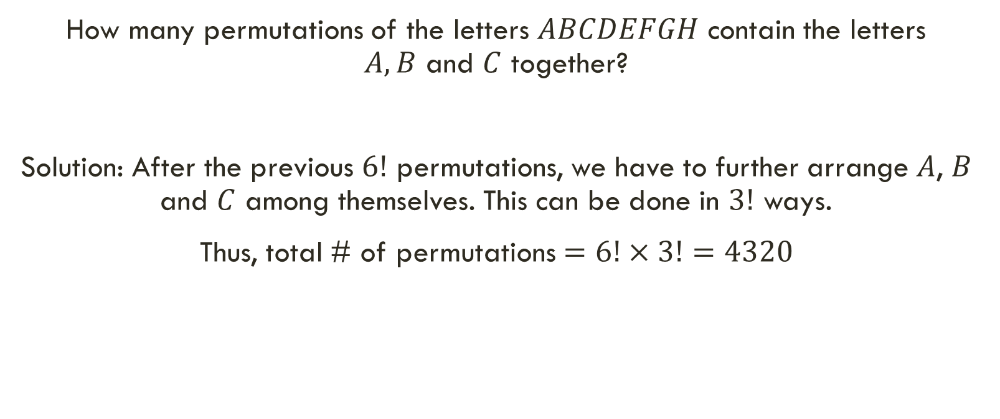 How many permutations of the letters ABCDEFGH contain the letters
A, B and C together?
Solution: After the previous 6! permutations, we have to further arrange A, B
and C among themselves. This can be done in 3! ways.
Thus, total # of permutations = 6! × 3! = 4320